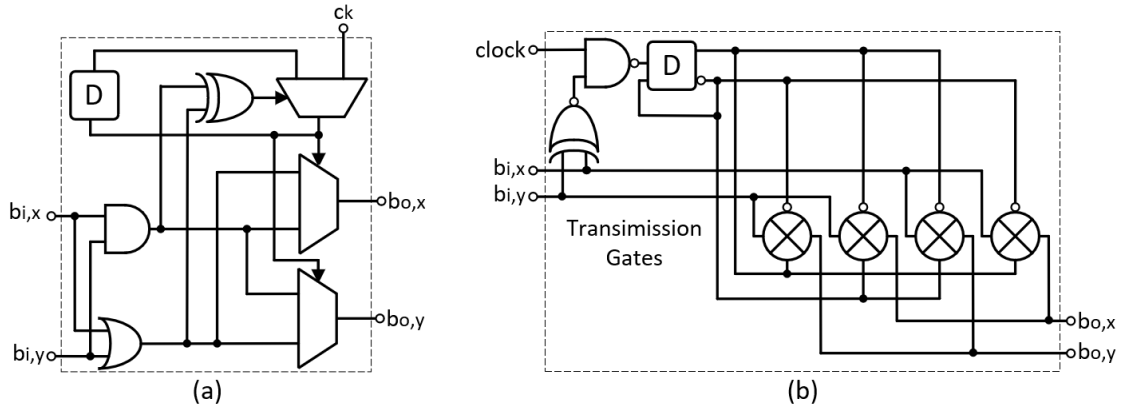 ck
clock
D
D
bi,x
bi,y
bi,x
bo,x
Transimission
Gates
bo,y
bi,y
bo,x
bo,y
(a)
(b)